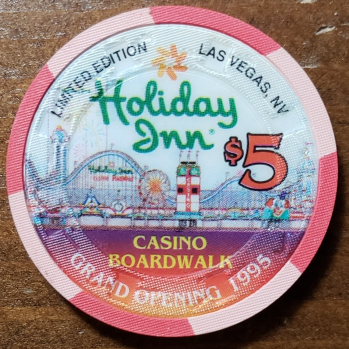 LIMITED EDITION
LAS VEGAS, NV
Holiday
Inn®
$5
CASINO
BOARDWALK
GRAND OPENING 1995